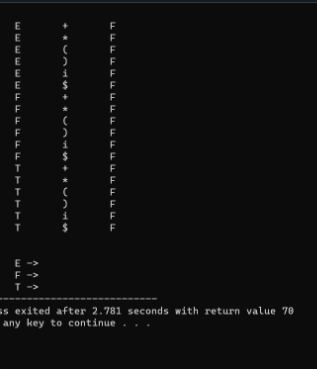 E + F
E * F
E ( F
E ) F
E i F
E $ F
F + F
F * F
F ( F
F ) F
F i F
F $ F
T + F
T * F
T ( F
T ) F
T i F
T $ F
E ->
F ->
T ->
--------------------------
ss exited after 2.781 seconds with return value 70
any key to continue . . .